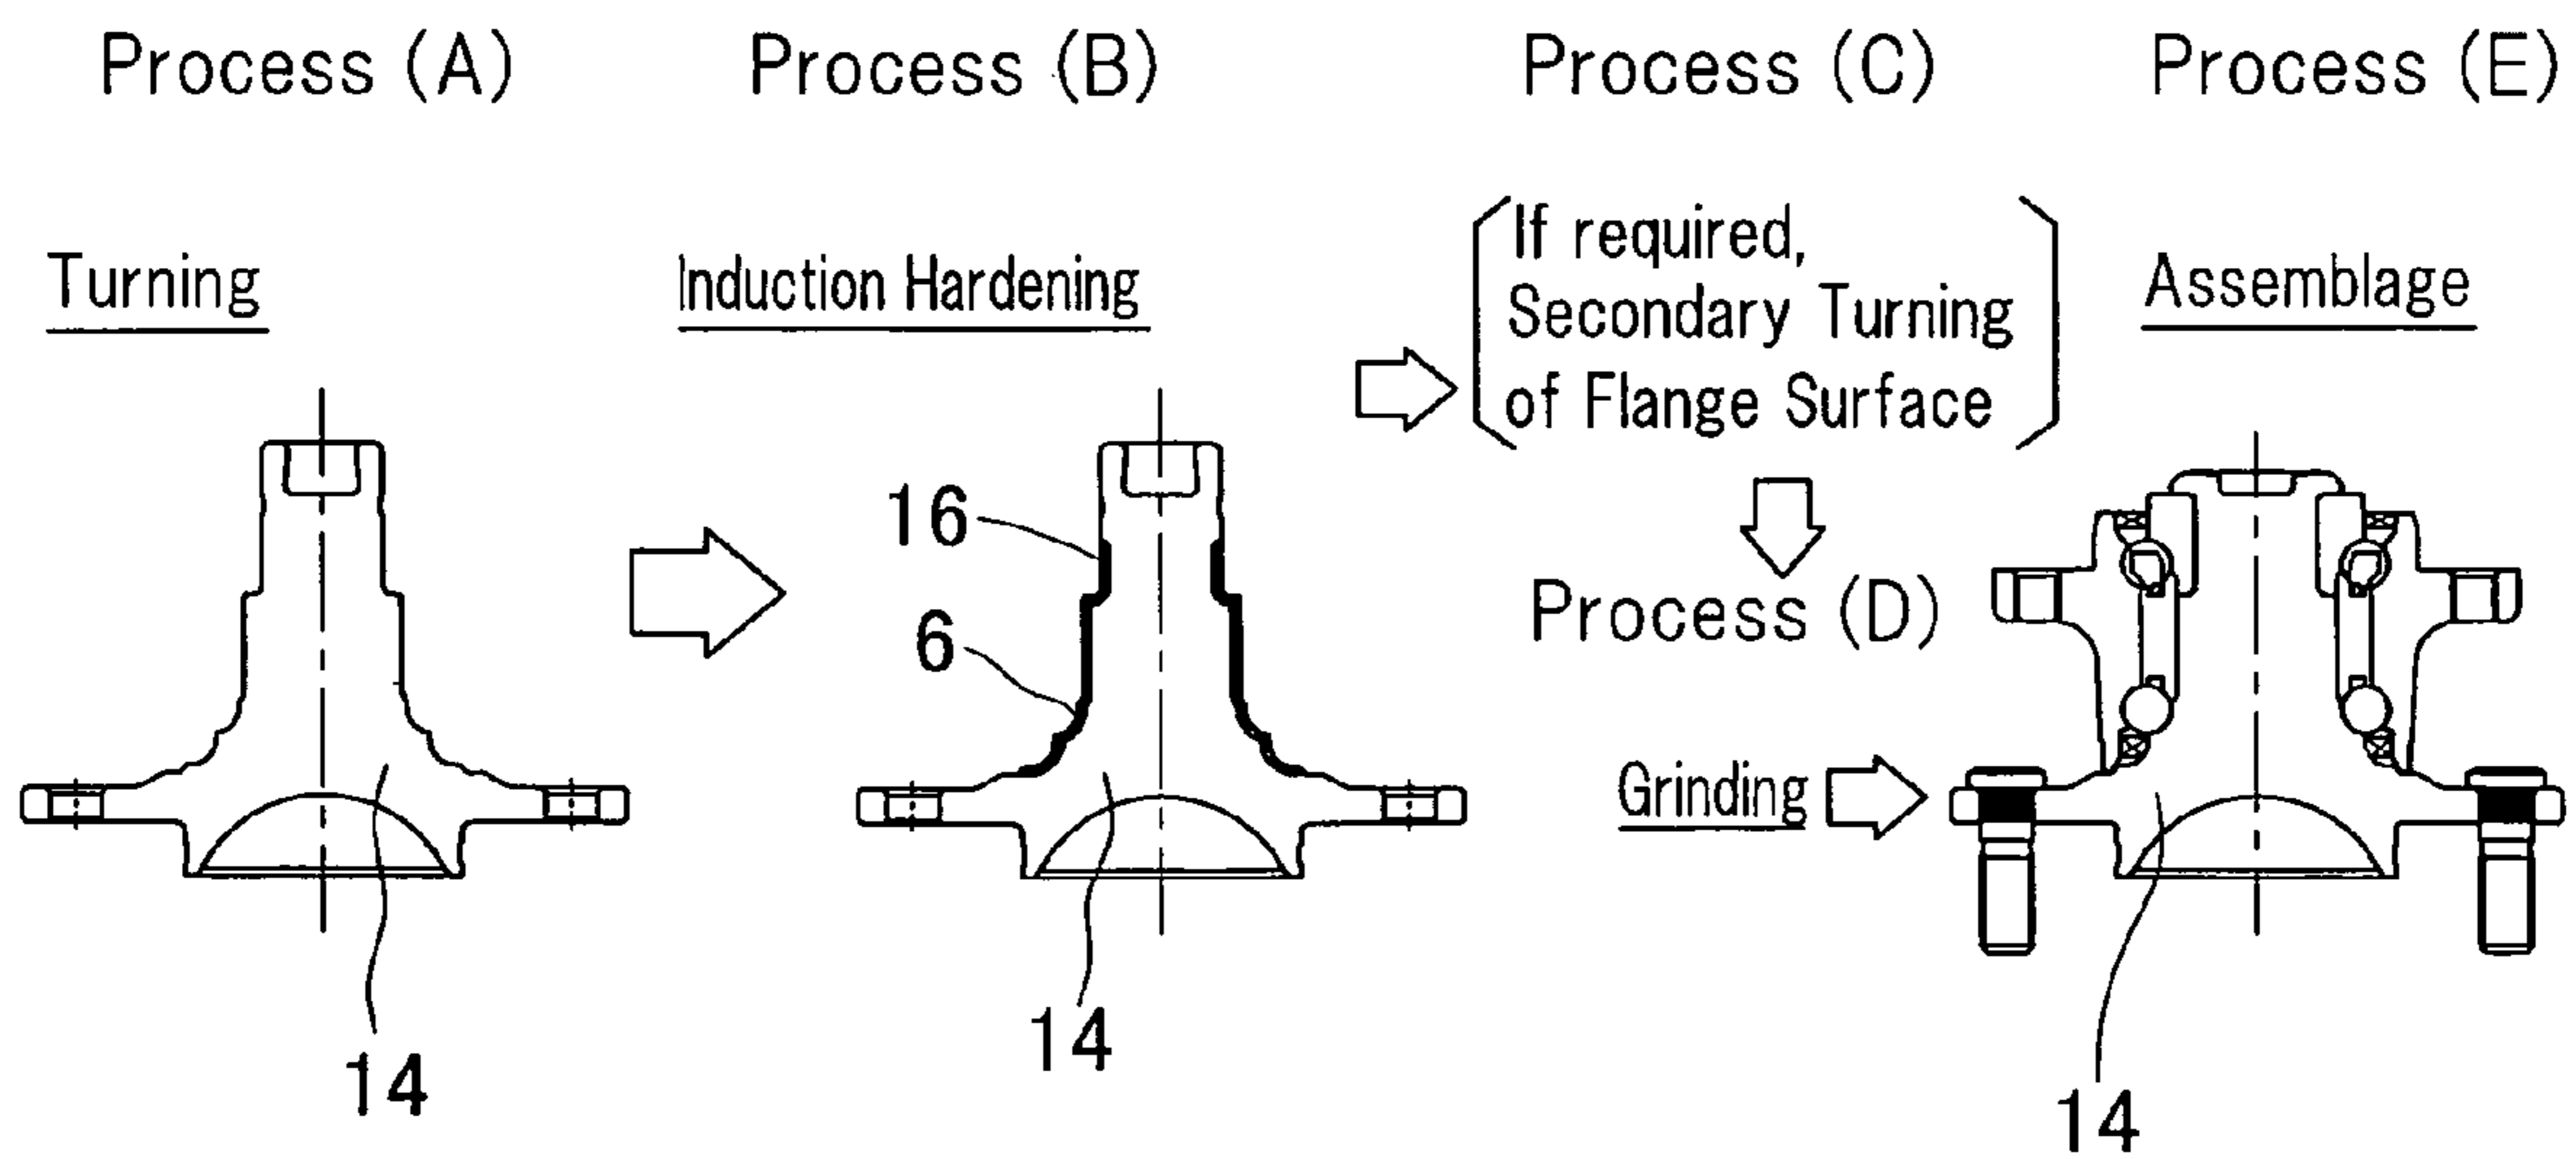 Process (A)
Process (B)
Process (C)
Process (E)
Turning
Induction Hardening
If required,
Secondary Turning
of Flange Surface
Assemblage
16
6
Process (D)
Grinding
14
14
14